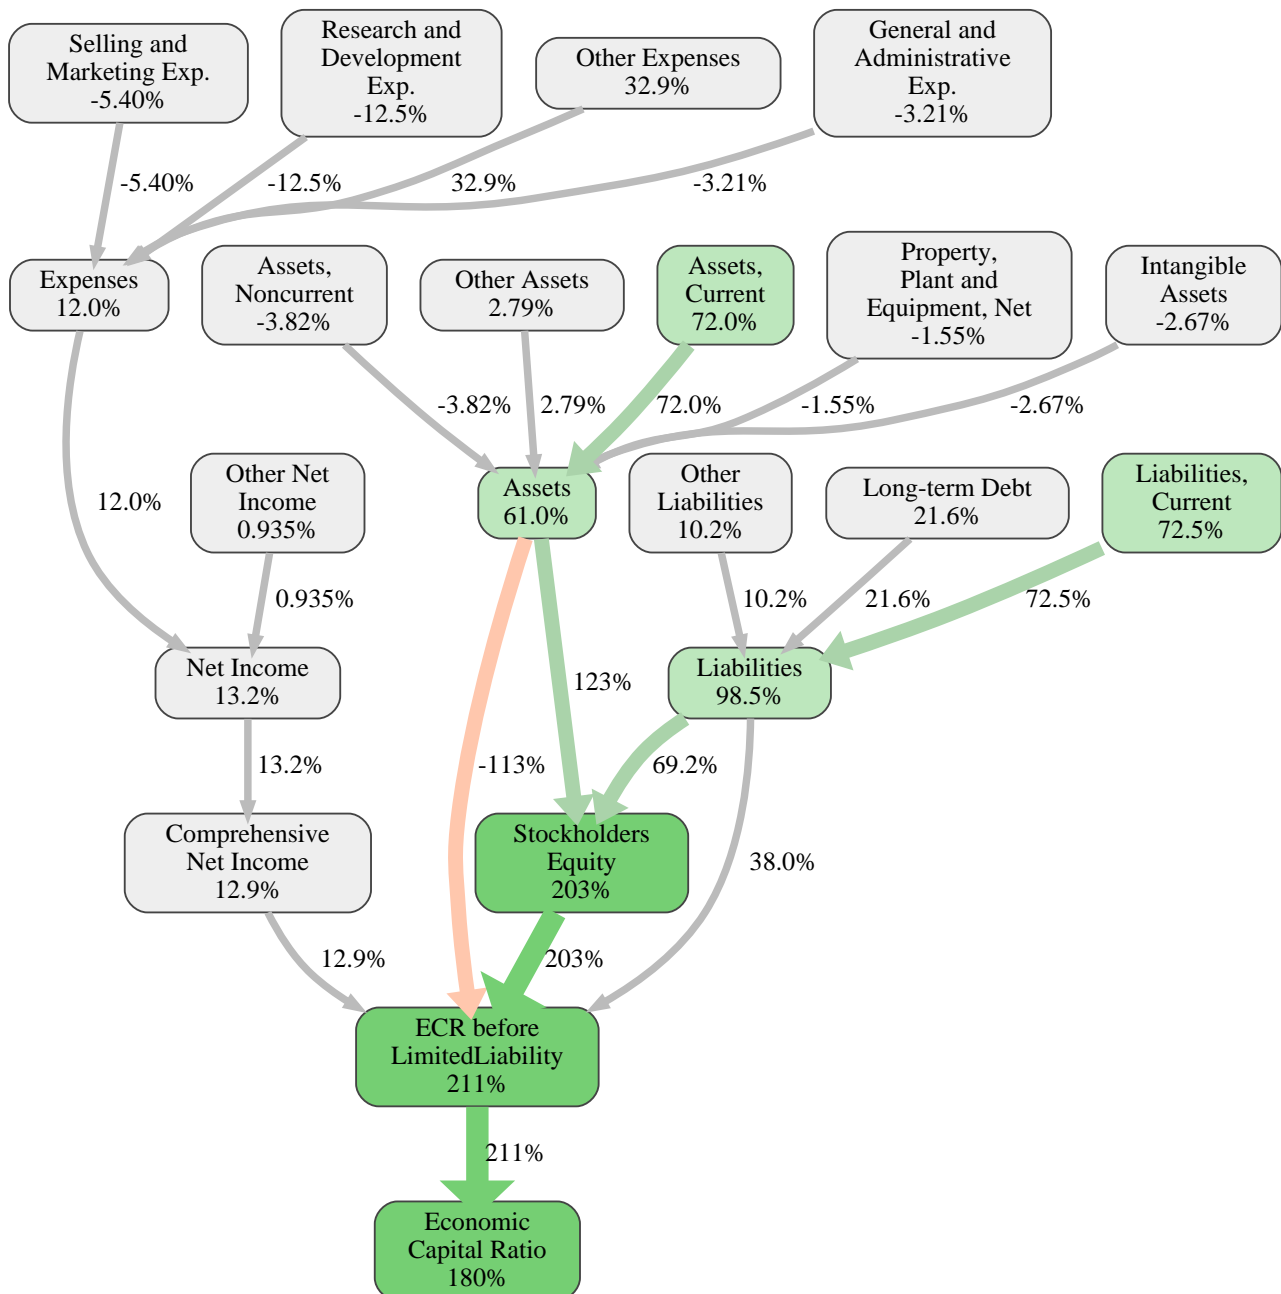 Selling and
Marketing Exp.
-5.40%
Research and
Development
Exp.
-12.5%
Other Expenses
32.9%
General and
Administrative
Exp.
-3.21%
-5.40%
-12.5%
32.9%
-3.21%
Expenses
12.0%
Assets,
Noncurrent
-3.82%
Other Assets
2.79%
Assets,
Current
72.0%
Property,
Plant and
Equipment, Net
-1.55%
Intangible
Assets
-2.67%
-3.82%
2.79%
72.0%
-1.55%
-2.67%
12.0%
Other Net
Income
0.935%
Assets
61.0%
Other
Liabilities
10.2%
Long-term Debt
21.6%
Liabilities,
Current
72.5%
0.935%
10.2%
21.6%
72.5%
Net Income
13.2%
Liabilities
98.5%
123%
13.2%
-113%
69.2%
Comprehensive
Net Income
12.9%
Stockholders
Equity
203%
38.0%
12.9%
203%
ECR before
LimitedLiability
211%
211%
Economic
Capital Ratio
180%